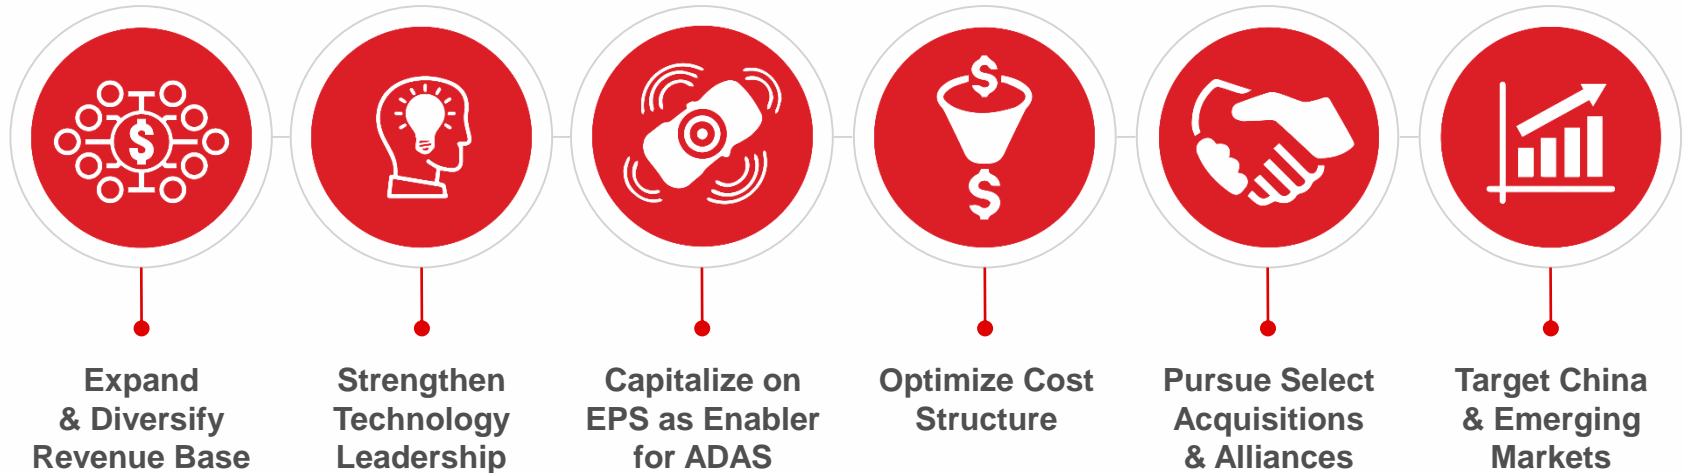 $
$
$
Expand
& Diversify
Revenue Base
Strengthen
Technology
Leadership
Capitalize on
EPS as Enabler
for ADAS
Optimize Cost
Structure
Pursue Select
Acquisitions
& Alliances
Target China
& Emerging
Markets